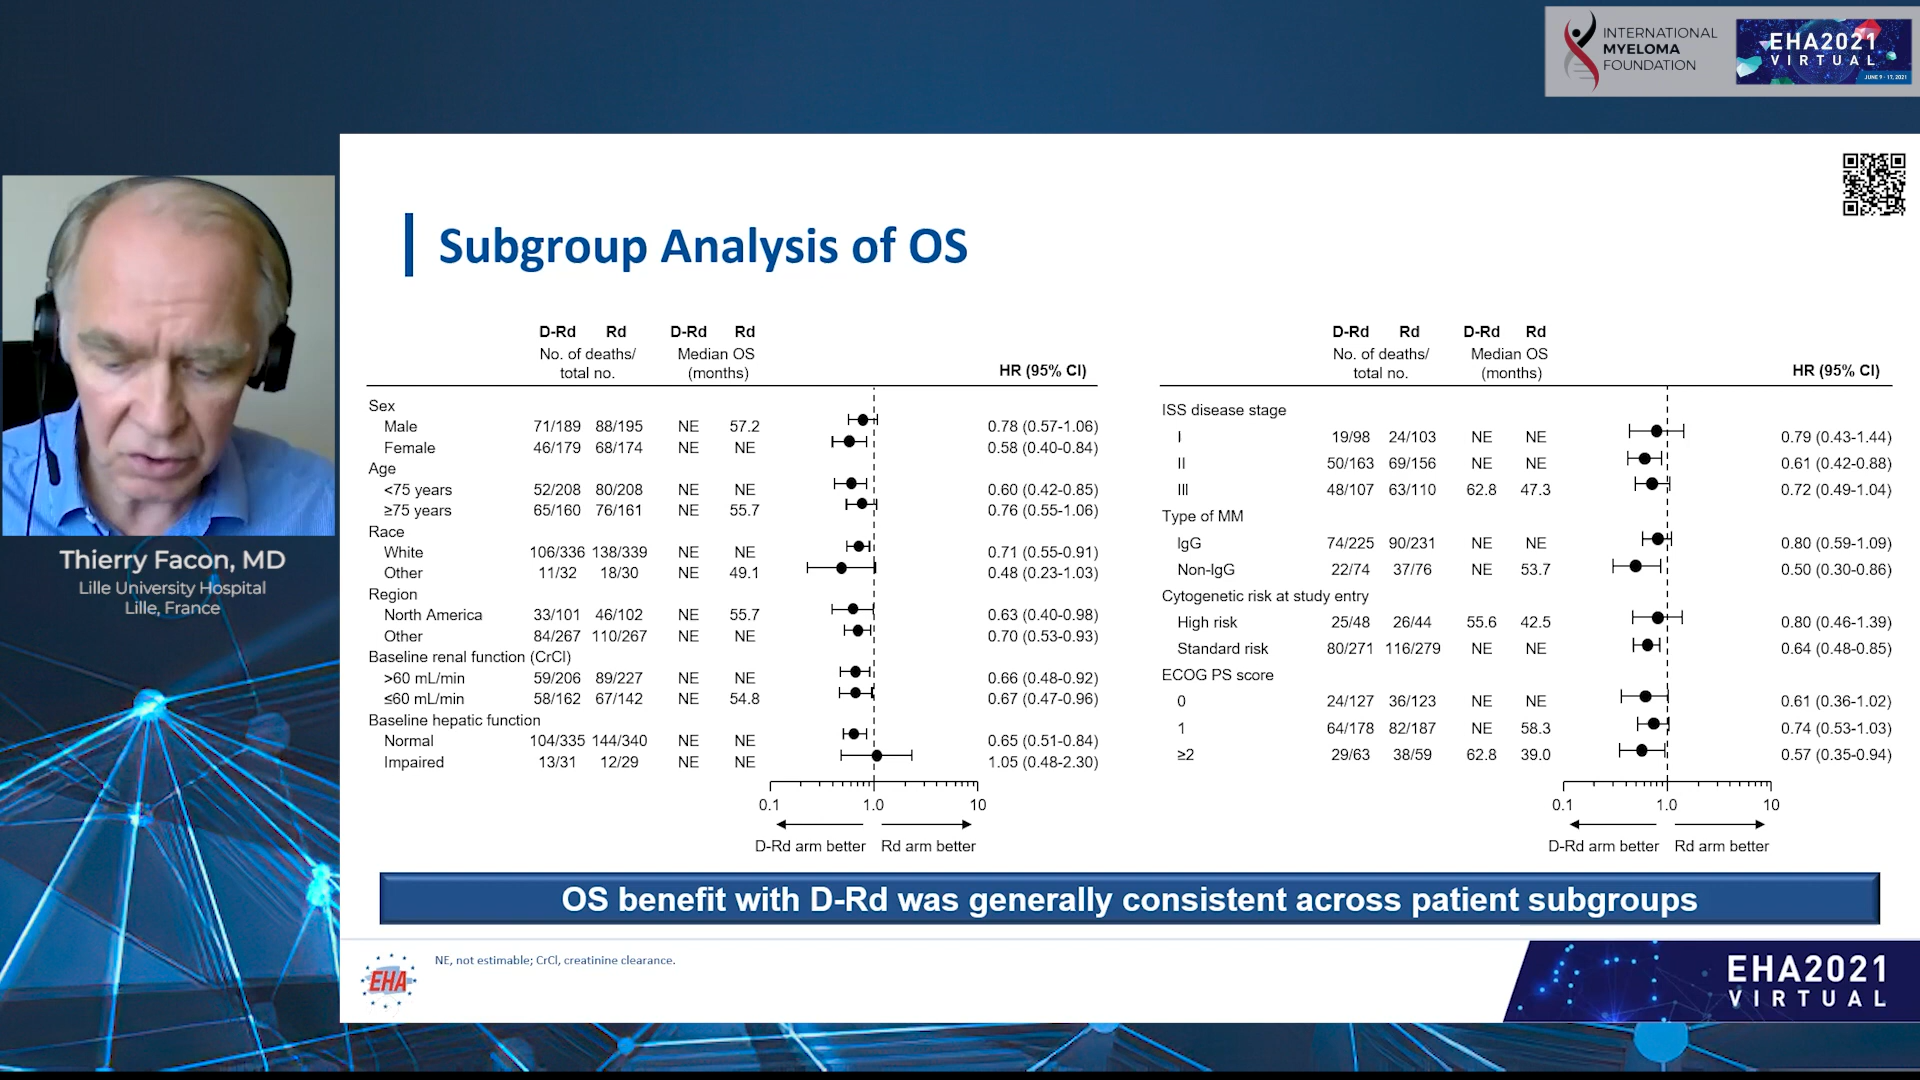 INTERNATIONAL
MYELOMA
FOUNDATION
EHA2021
VIRTUAL
JUNE 9 - 17, 2021
Thierry Facon, MD
Lille University Hospital
Lille, France
Subgroup Analysis of OS
D-Rd Rd D-Rd Rd
No. of deaths/ Median OS
total no. (months) HR (95% CI)
Sex
Male 71/189 88/195 NE 57.2 0.78 (0.57-1.06)
Female 46/179 68/174 NE NE 0.58 (0.40-0.84)
Age
<75 years 52/208 80/208 NE NE 0.60 (0.42-0.85)
≥75 years 65/160 76/161 NE 55.7 0.76 (0.55-1.06)
Race
White 106/336 138/339 NE NE 0.71 (0.55-0.91)
Other 11/32 18/30 NE 49.1 0.48 (0.23-1.03)
Region
North America 33/101 46/102 NE 55.7 0.63 (0.40-0.98)
Other 84/267 110/267 NE NE 0.70 (0.53-0.93)
Baseline renal function (CrCl)
>60 mL/min 59/206 89/227 NE NE 0.66 (0.48-0.92)
≤60 mL/min 58/162 67/142 NE 54.8 0.67 (0.47-0.96)
Baseline hepatic function
Normal 104/335 144/340 NE NE 0.65 (0.51-0.84)
Impaired 13/31 12/29 NE NE 1.05 (0.48-2.30)
0.1 1.0 10
D-Rd arm better Rd arm better
D-Rd Rd D-Rd Rd
No. of deaths/ Median OS
total no. (months) HR (95% CI)
ISS disease stage
I 19/98 24/103 NE NE 0.79 (0.43-1.44)
II 50/163 69/156 NE NE 0.61 (0.42-0.88)
III 48/107 63/110 62.8 47.3 0.72 (0.49-1.04)
Type of MM
IgG 74/225 90/231 NE NE 0.80 (0.59-1.09)
Non-IgG 22/74 37/76 NE 53.7 0.50 (0.30-0.86)
Cytogenetic risk at study entry
High risk 25/48 26/44 55.6 42.5 0.80 (0.46-1.39)
Standard risk 80/271 116/279 NE NE 0.64 (0.48-0.85)
ECOG PS score
0 24/127 36/123 NE NE 0.61 (0.36-1.02)
1 64/178 82/187 NE 58.3 0.74 (0.53-1.03)
≥2 29/63 38/59 62.8 39.0 0.57 (0.35-0.94)
0.1 1.0 10
D-Rd arm better Rd arm better
OS benefit with D-Rd was generally consistent across patient subgroups
EHA
NE, not estimable; CrCl, creatinine clearance.
EHA2021
VIRTUAL